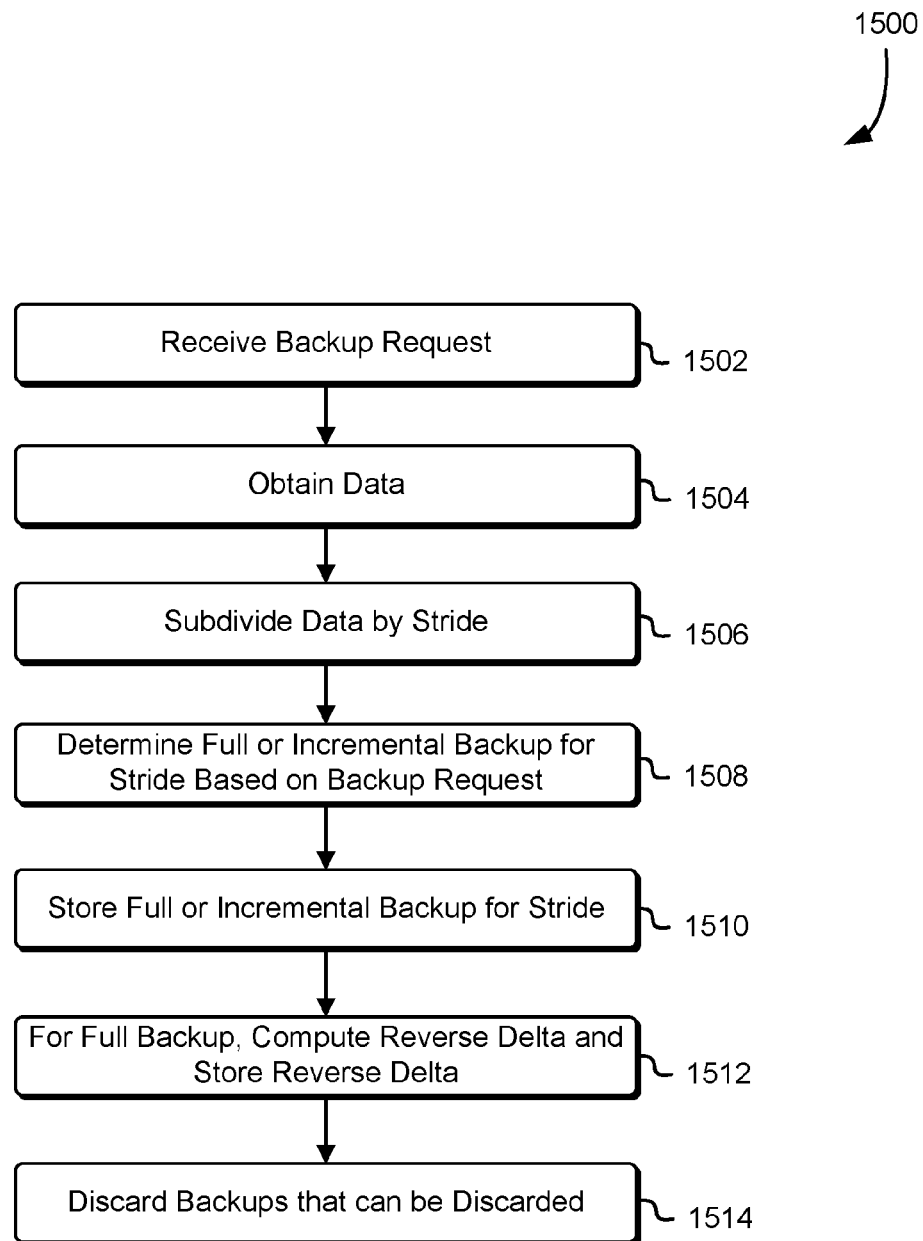 1500
Receive Backup Request
1502
Obtain Data
1504
Subdivide Data by Stride
1506
Determine Full or Incremental Backup for
Stride Based on Backup Request
1508
Store Full or Incremental Backup for Stride
1510
For Full Backup, Compute Reverse Delta and
Store Reverse Delta
1512
Discard Backups that can be Discarded
1514